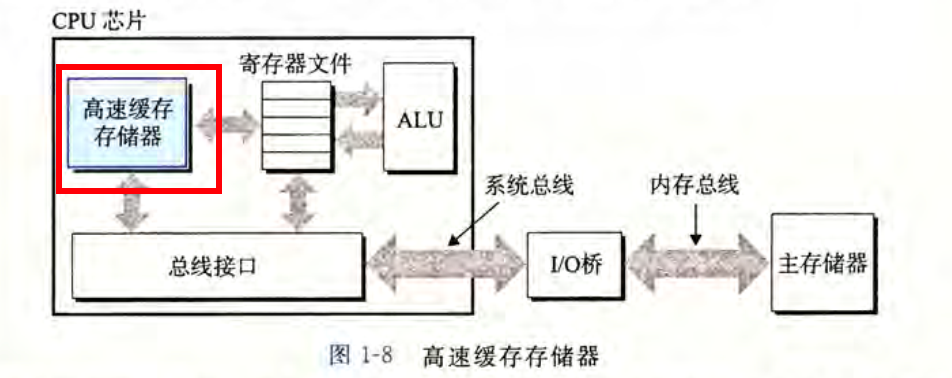 CPU 芯片
寄存器文件
高速缓存
存储器
ALU
系统总线
内存总线
总线接口
I/O桥
主存储器
图 1-8 高速缓存存储器